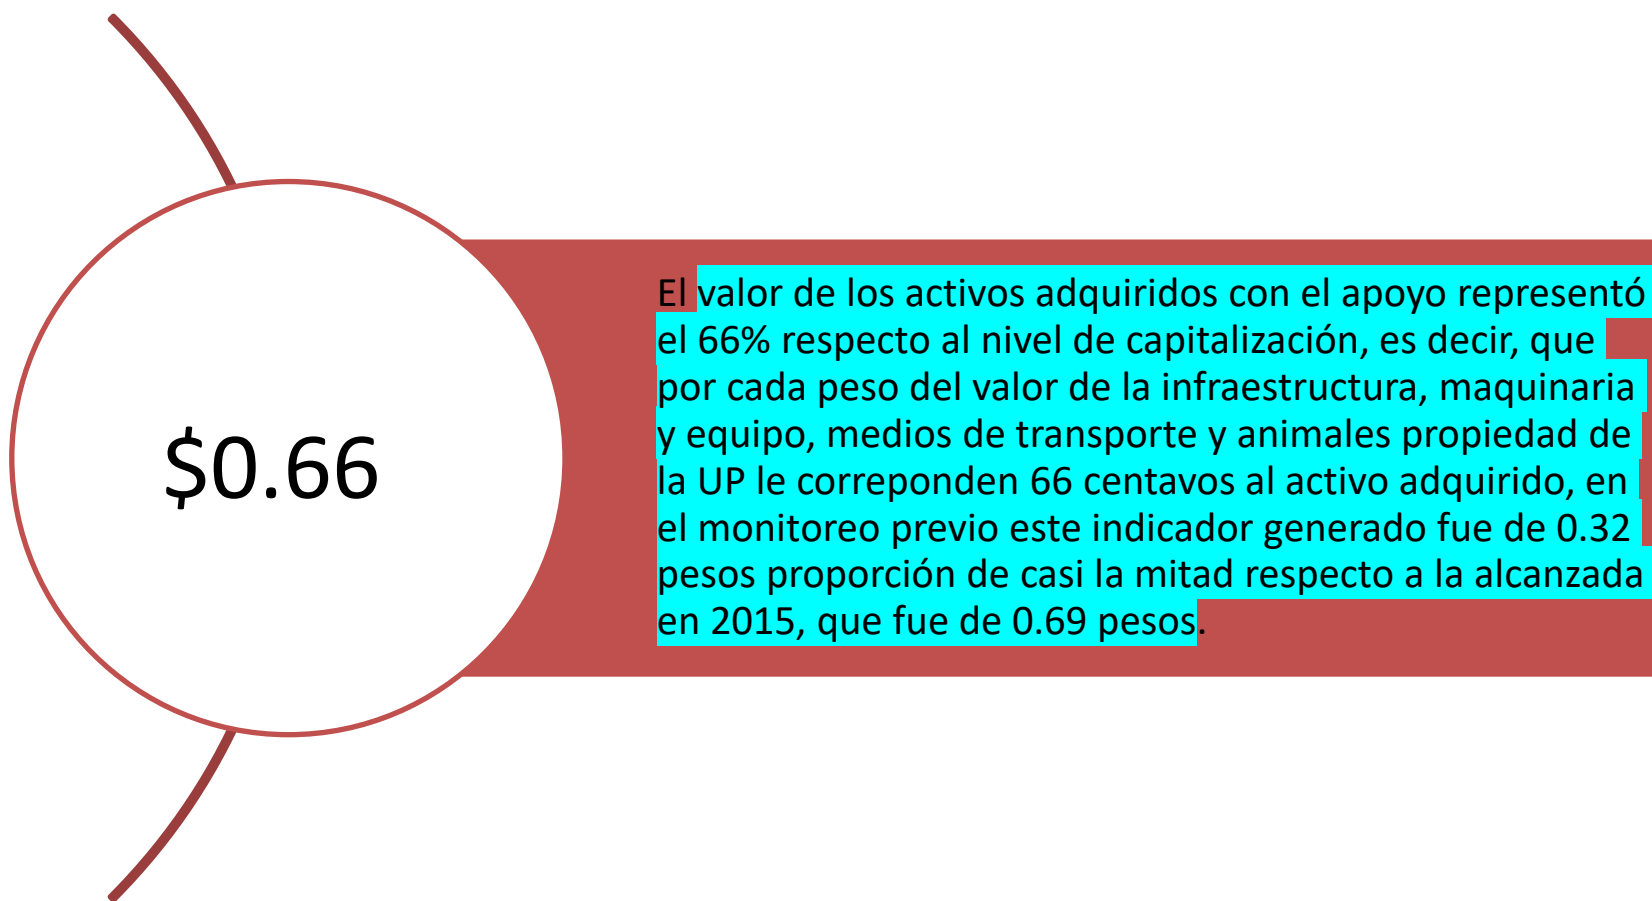 $0.66
El valor de los activos adquiridos con el apoyo representó
el 66% respecto al nivel de capitalización, es decir, que
por cada peso del valor de la infraestructura, maquinaria
y equipo, medios de transporte y animales propiedad de
la UP le correponden 66 centavos al activo adquirido, en
el monitoreo previo este indicador generado fue de 0.32
pesos proporción de casi la mitad respecto a la alcanzada
en 2015, que fue de 0.69 pesos.